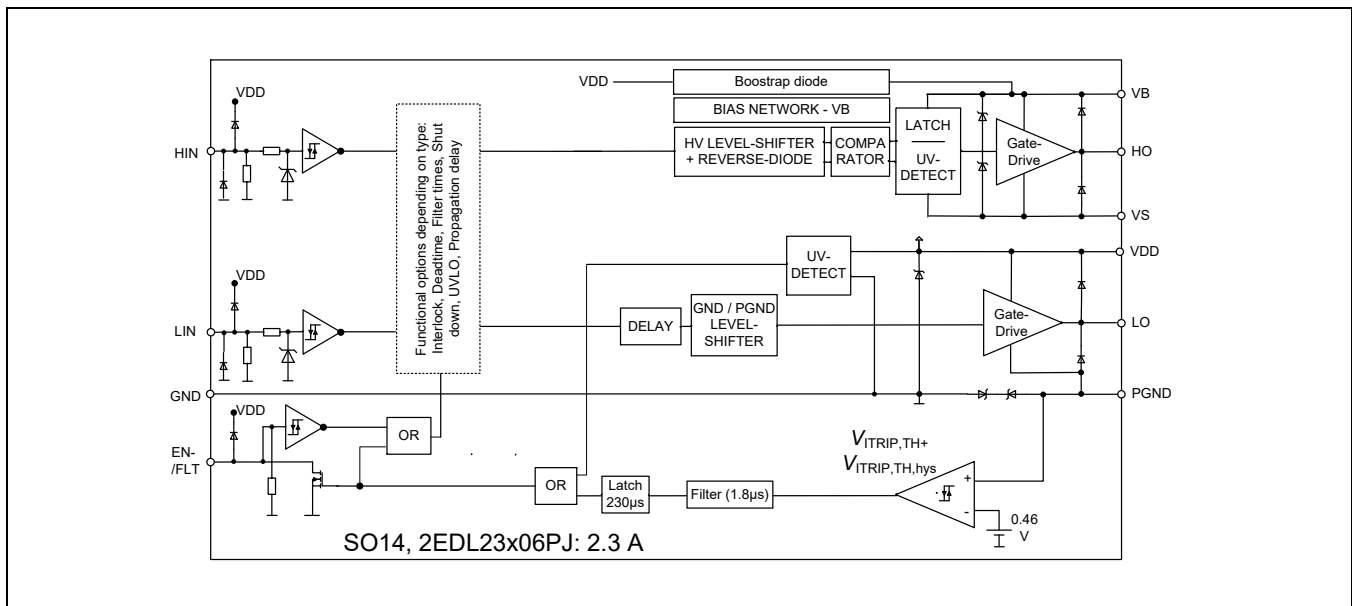 VDD
Boostrap diode
VB
BIAS NETWORK - VB
VDD
HIN
HV LEVEL-SHIFTER
+ REVERSE-DIODE
COMPA
RATOR
LATCH
UV-
DETECT
Gate-
Drive
HO
VS
Functional options depending on type:
Interlock, Deadtime, Filter times, Shut
down, UVLO, Propagation delay
VDD
UV-
DETECT
VDD
LIN
DELAY
GND / PGND
LEVEL-
SHIFTER
Gate-
Drive
LO
GND
PGND
VDD
EN-
/FLT
OR
OR
Latch
230µs
Filter (1.8µs)
VITRIP,TH+
VITRIP,TH,hys
+
-
0.46
V
SO14, 2EDL23x06PJ: 2.3 A